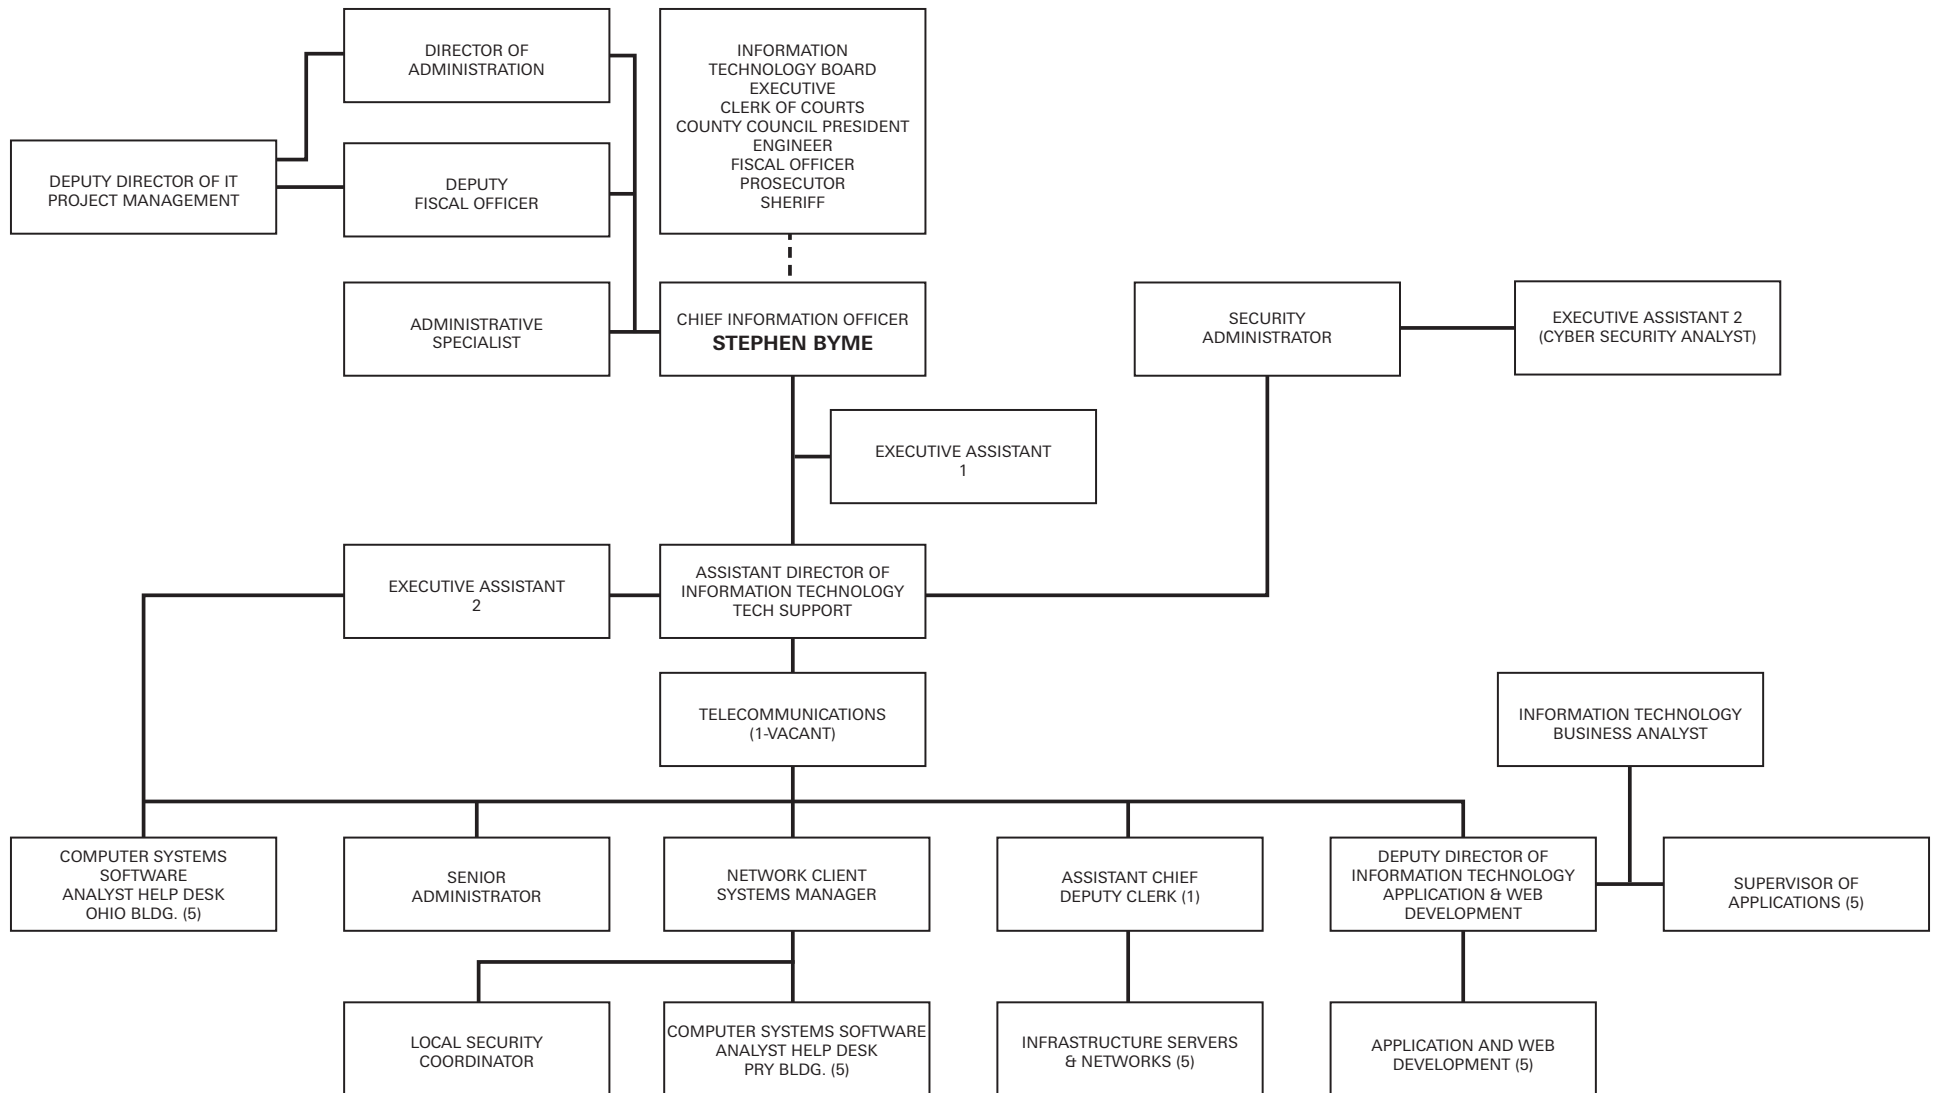 DIRECTOR OF
ADMINISTRATION
INFORMATION
TECHNOLOGY BOARD
EXECUTIVE
CLERK OF COURTS
COUNTY COUNCIL PRESIDENT
ENGINEER
FISCAL OFFICER
PROSECUTOR
SHERIFF
DEPUTY DIRECTOR OF IT
PROJECT MANAGEMENT
DEPUTY
FISCAL OFFICER
ADMINISTRATIVE
SPECIALIST
CHIEF INFORMATION OFFICER
STEPHEN BYME
SECURITY
ADMINISTRATOR
EXECUTIVE ASSISTANT 2
(CYBER SECURITY ANALYST)
EXECUTIVE ASSISTANT
1
EXECUTIVE ASSISTANT
2
ASSISTANT DIRECTOR OF
INFORMATION TECHNOLOGY
TECH SUPPORT
TELECOMMUNICATIONS
(1-VACANT)
INFORMATION TECHNOLOGY
BUSINESS ANALYST
COMPUTER SYSTEMS
SOFTWARE
ANALYST HELP DESK
OHIO BLDG. (5)
SENIOR
ADMINISTRATOR
NETWORK CLIENT
SYSTEMS MANAGER
ASSISTANT CHIEF
DEPUTY CLERK (1)
DEPUTY DIRECTOR OF
INFORMATION TECHNOLOGY
APPLICATION & WEB
DEVELOPMENT
SUPERVISOR OF
APPLICATIONS (5)
LOCAL SECURITY
COORDINATOR
COMPUTER SYSTEMS SOFTWARE
ANALYST HELP DESK
PRY BLDG. (5)
INFRASTRUCTURE SERVERS
& NETWORKS (5)
APPLICATION AND WEB
DEVELOPMENT (5)